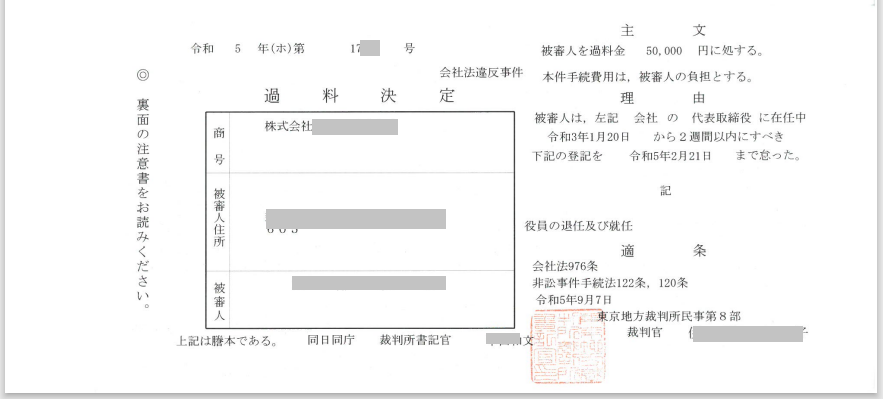 令和 5 年(ホ)第 17 号
会社法違反事件
過料決定
商号
株式会社
被審人住所
被審人
上記は謄本である。 同日同庁 裁判所書記官 文
◎ 裏面の注意書をお読みください。
主文
被審人を過料金 50,000 円に処する。
本件手続費用は，被審人の負担とする。
理由
被審人は，左記 会社 の 代表取締役 に在任中
令和3年1月20日 から２週間以内にすべき
下記の登記を 令和5年2月21日 まで怠った。
記
役員の退任及び就任
適条
会社法976条
非訟事件手続法122条，120条
令和5年9月7日
東京地方裁判所民事第８部
裁判官